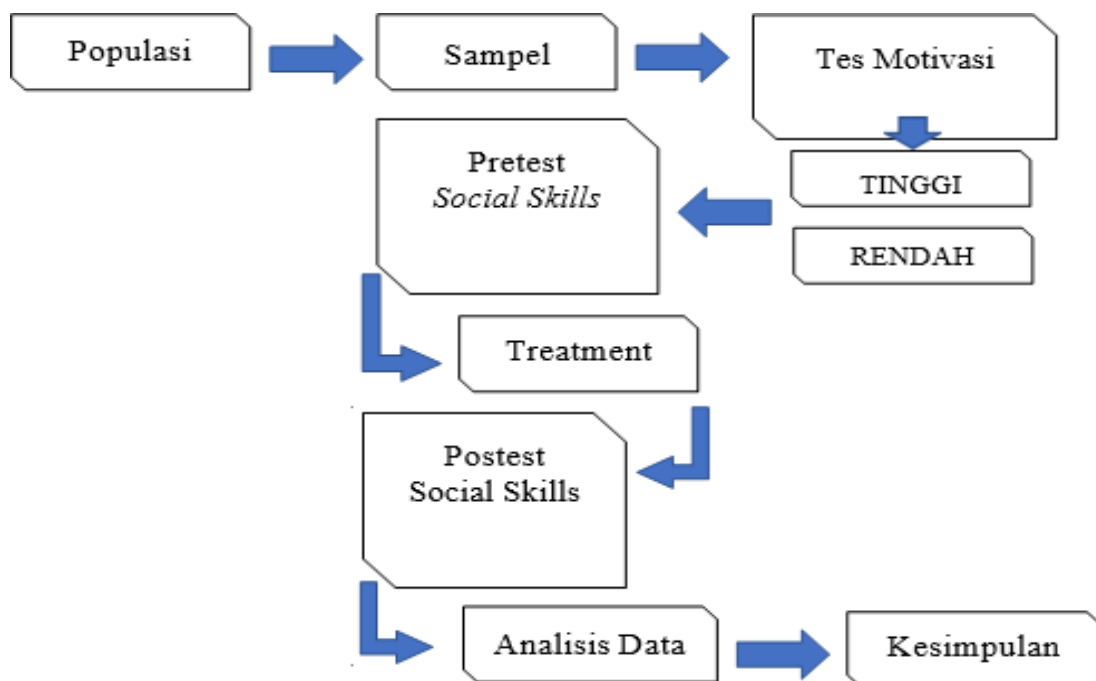 Populasi
Sampel
Tes Motivasi
TINGGI
RENDAH
Pretest
Social Skills
Treatment
Postest
Social Skills
Analisis Data
Kesimpulan